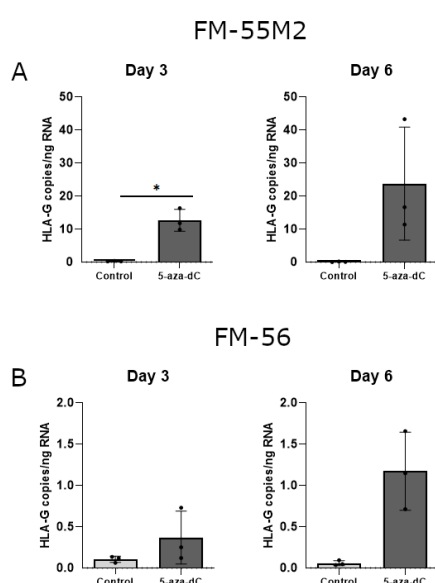 FM-55M2
A
Day 3
Day 6
HLA-G copies/ng RNA
50
40
30
20
10
0
*
Control 5-aza-dC
HLA-G copies/ng RNA
50
40
30
20
10
0
Control 5-aza-dC
FM-56
B
Day 3
Day 6
HLA-G copies/ng RNA
2.0
1.5
1.0
0.5
0.0
Control 5-aza-dC
HLA-G copies/ng RNA
2.0
1.5
1.0
0.5
0.0
Control 5-aza-dC